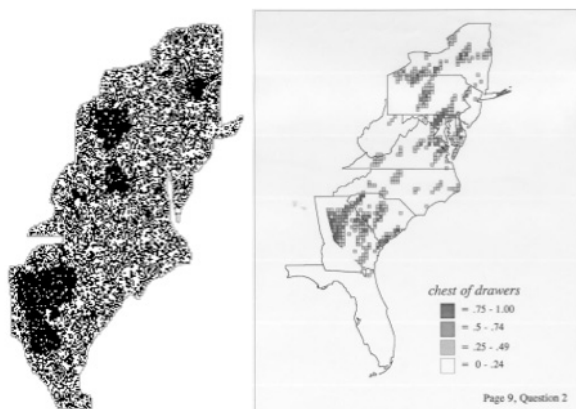 chest of drawers
= .75 - 1.00
= .5 - .74
= .25 - .49
= 0 - .24
Page 9, Question 2